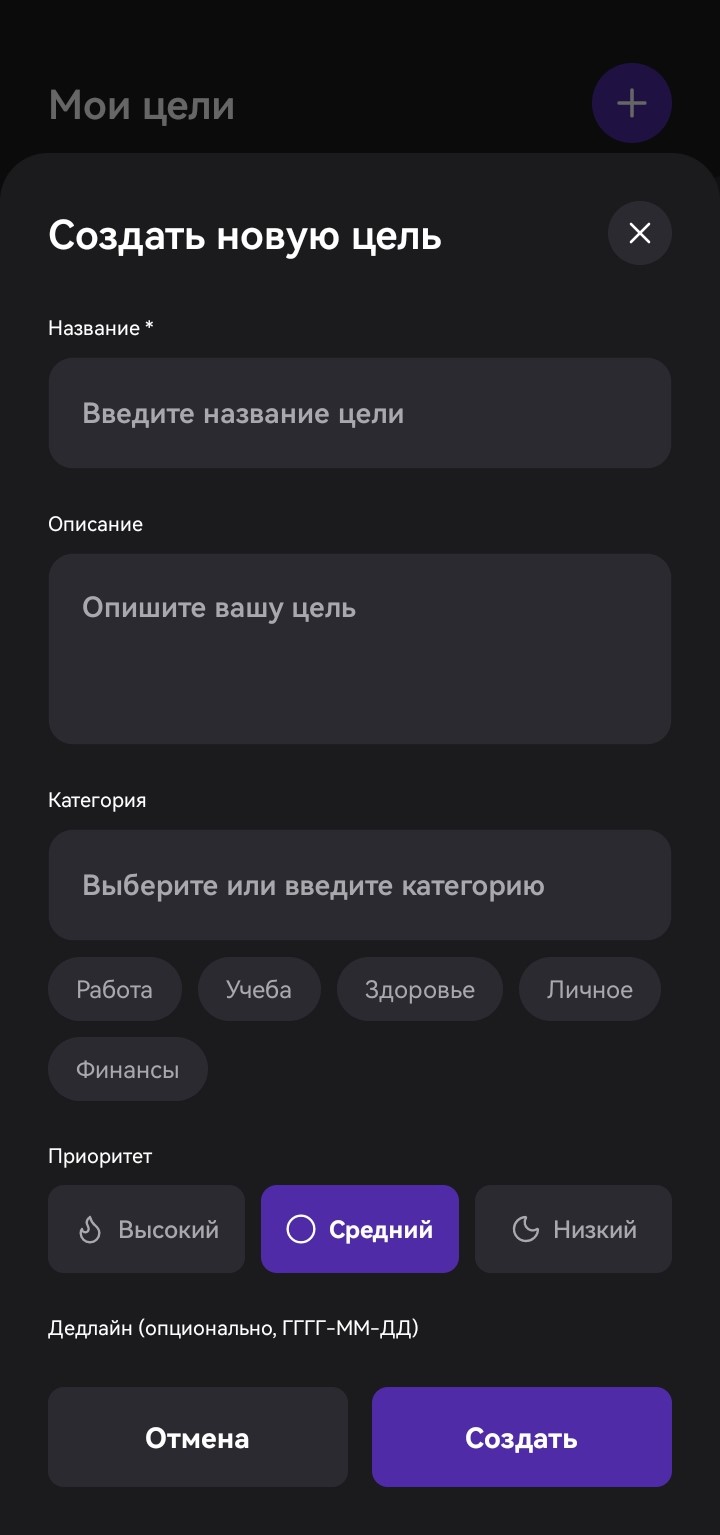 Мои цели
Создать новую цель
Название *
Введите название цели
Описание
Опишите вашу цель
Категория
Выберите или введите категорию
Работа Учеба Здоровье Личное
Финансы
Приоритет
Высокий Средний Низкий
Дедлайн (опционально, ГГГГ-ММ-ДД)
Отмена Создать